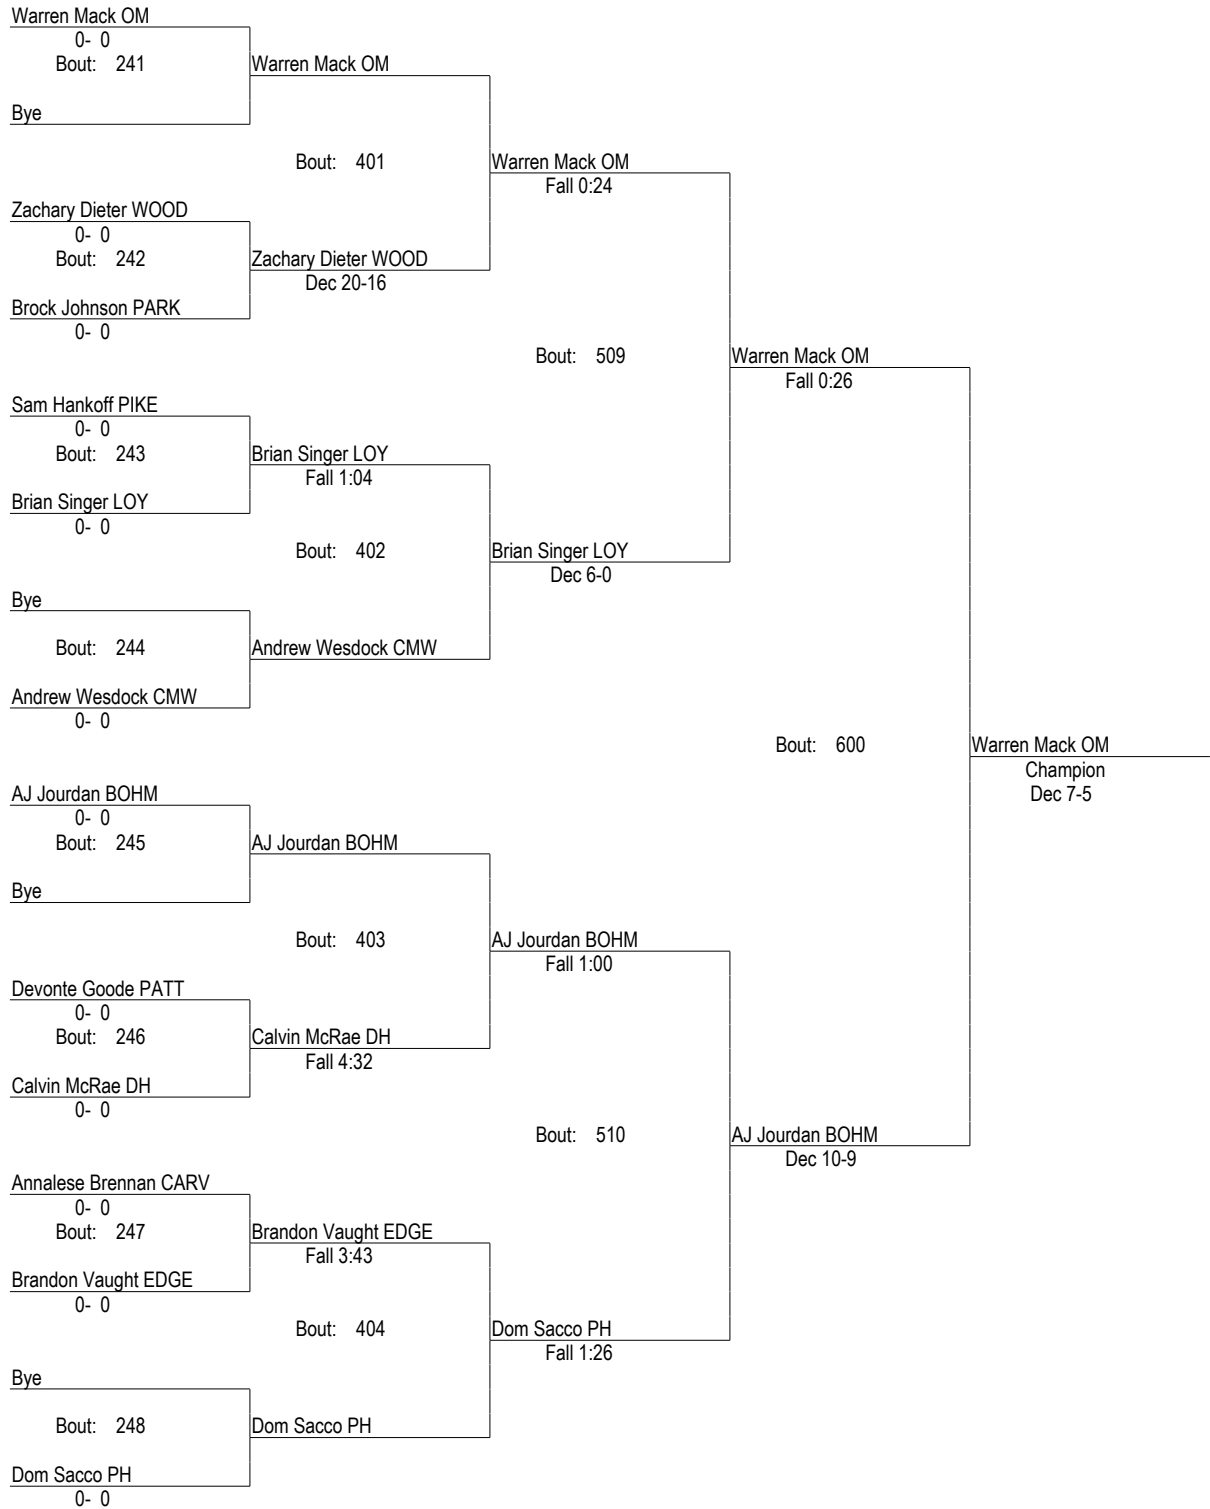 Warren Mack OM
0- 0
Bout: 241
Warren Mack OM
Bye
Bout: 401
Warren Mack OM
Fall 0:24
Zachary Dieter WOOD
0- 0
Bout: 242
Zachary Dieter WOOD
Dec 20-16
Brock Johnson PARK
0- 0
Bout: 509
Warren Mack OM
Fall 0:26
Sam Hankoff PIKE
0- 0
Bout: 243
Brian Singer LOY
Fall 1:04
Brian Singer LOY
0- 0
Bout: 402
Brian Singer LOY
Dec 6-0
Bye
Bout: 244
Andrew Wesdock CMW
Andrew Wesdock CMW
0- 0
Bout: 600
Warren Mack OM
Champion
Dec 7-5
AJ Jourdan BOHM
0- 0
Bout: 245
AJ Jourdan BOHM
Bye
Bout: 403
AJ Jourdan BOHM
Fall 1:00
Devonte Goode PATT
0- 0
Bout: 246
Calvin McRae DH
Fall 4:32
Calvin McRae DH
0- 0
Bout: 510
AJ Jourdan BOHM
Dec 10-9
Annalese Brennan CARV
0- 0
Bout: 247
Brandon Vaught EDGE
Fall 3:43
Brandon Vaught EDGE
0- 0
Bout: 404
Dom Sacco PH
Fall 1:26
Bye
Bout: 248
Dom Sacco PH
Dom Sacco PH
0- 0